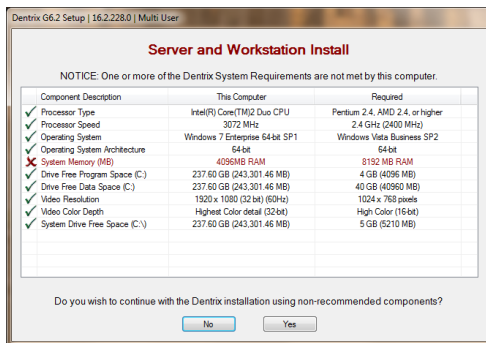 Dentrix G6.2 Setup | 16.2.228.0 | Multi User
Server and Workstation Install
NOTICE: One or more of the Dentrix System Requirements are not met by this computer.
Component Description This Computer Required
Processor Type Intel(R) Core(TM)2 Duo CPU Pentium 2.4, AMD 2.4, or higher
Processor Speed 3072 MHz 2.4 GHz (2400 MHz)
Operating System Windows 7 Enterprise 64-bit SP1 Windows Vista Business SP2
Operating System Architecture 64-bit 64-bit
System Memory (MB) 4096MB RAM 8192 MB RAM
Drive Free Program Space (C:) 237.60 GB (243,301.46 MB) 4 GB (4096 MB)
Drive Free Data Space (C:) 237.60 GB (243,301.46 MB) 40 GB (40960 MB)
Video Resolution 1920 x 1080 (32 bit) (60Hz) 1024 x 768 pixels
Video Color Depth Highest Color detail (32-bit) High Color (16-bit)
System Drive Free Space (C:\) 237.60 GB (243,301.46 MB) 5 GB (5210 MB)
Do you wish to continue with the Dentrix installation using non-recommended components?
No Yes